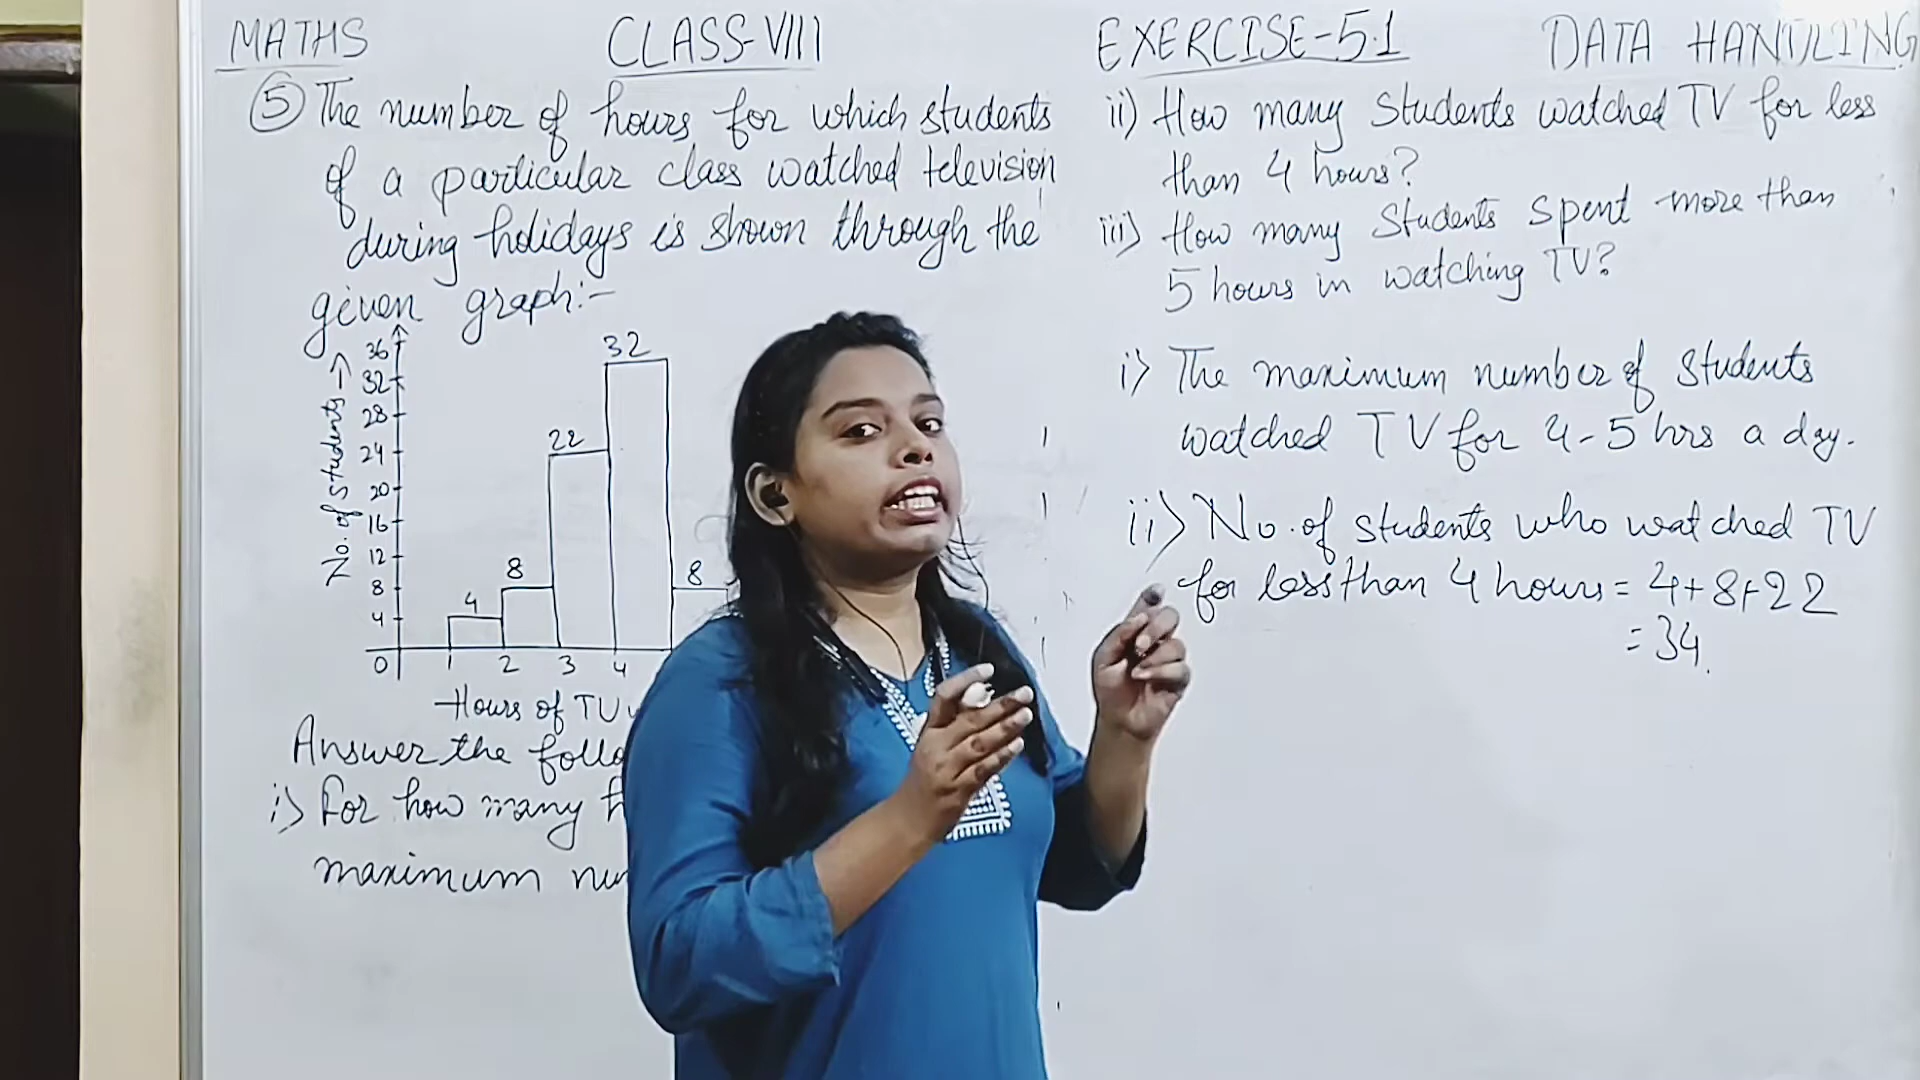 MATHS CLASS-VIII EXERCISE-5.1 DATA HANDLING
⑤ The number of hours for which students
of a particular class watched television
during holidays is shown through the
given graph:-
36
32
28
24
20
16
12
8
4
0
No. of Students →
4
8
22
32
8
1 2 3 4
Hours of TV
Answer the
i) For how many
maximum
ii) How many Students watched TV for less
than 4 hours?
iii) How many Students spent more than
5 hours in watching TV?
i) The maximum number of Students
watched TV for 4-5 hrs a day.
ii) No. of students who watched TV
for less than 4 hours = 4+8+22
= 34.